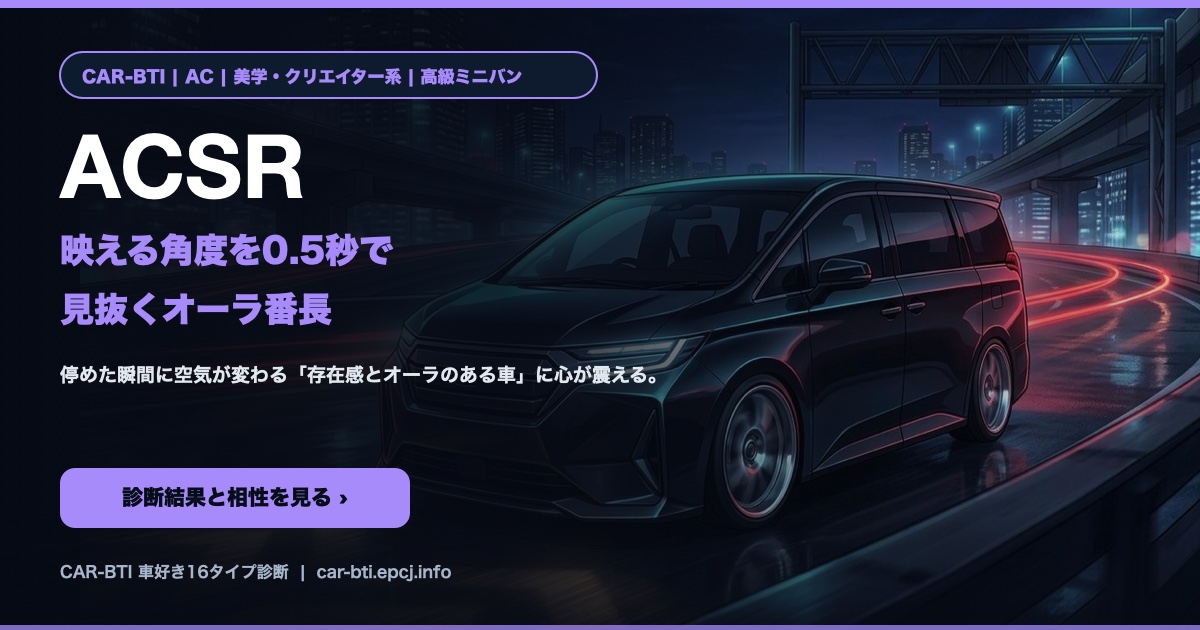 CAR-BTI | AC | 美学・クリエイター系 | 高級ミニバン
ACSR
映える角度を0.5秒で
見抜くオーラ番長
停めた瞬間に空気が変わる「存在感とオーラのある車」に心が震える。
診断結果と相性を見る ›
CAR-BTI 車好き16タイプ診断 | car-bti.epcj.info